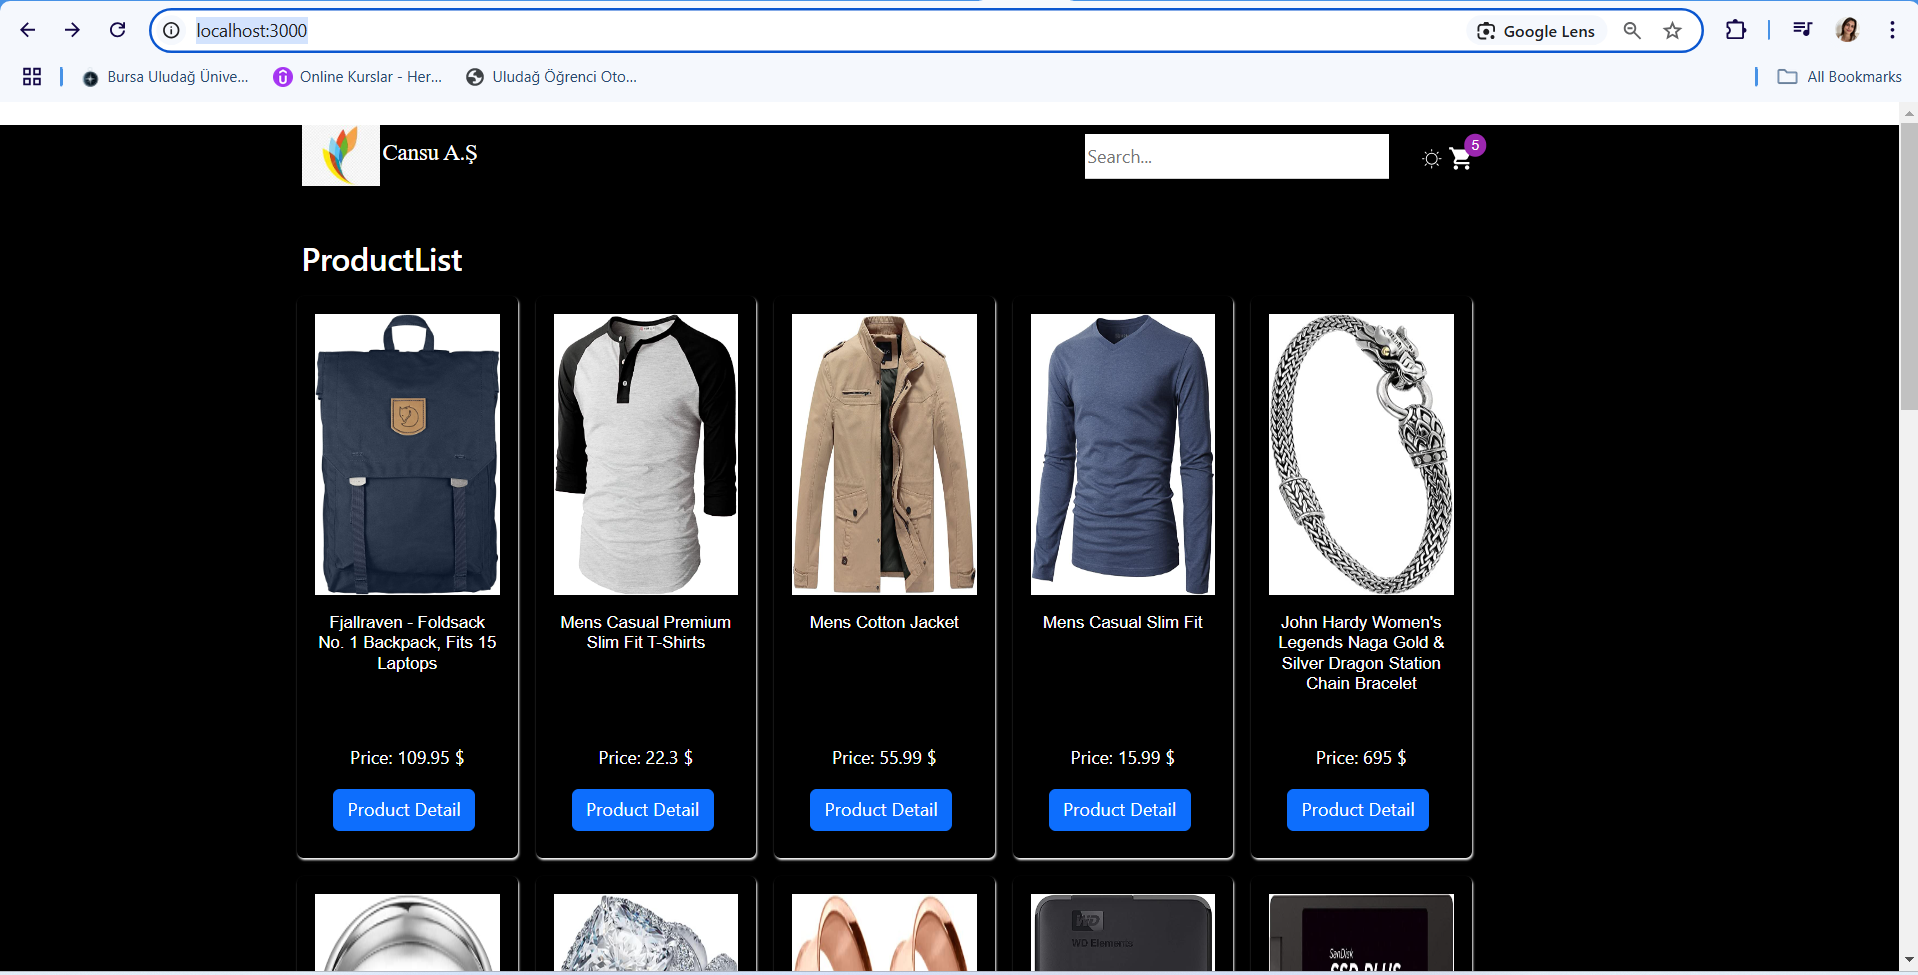 localhost:3000
Google Lens
Bursa Uludağ Ünive...
Online Kurslar - Her...
Uludağ Öğrenci Oto...
All Bookmarks
Cansu A.Ş
Search...
5
ProductList
Fjallraven - Foldsack
No. 1 Backpack, Fits 15
Laptops
Price: 109.95 $
Product Detail
Mens Casual Premium
Slim Fit T-Shirts
Price: 22.3 $
Product Detail
Mens Cotton Jacket
Price: 55.99 $
Product Detail
Mens Casual Slim Fit
Price: 15.99 $
Product Detail
John Hardy Women's
Legends Naga Gold &
Silver Dragon Station
Chain Bracelet
Price: 695 $
Product Detail
WD
WD Elements
SanDisk
SSD PLUS